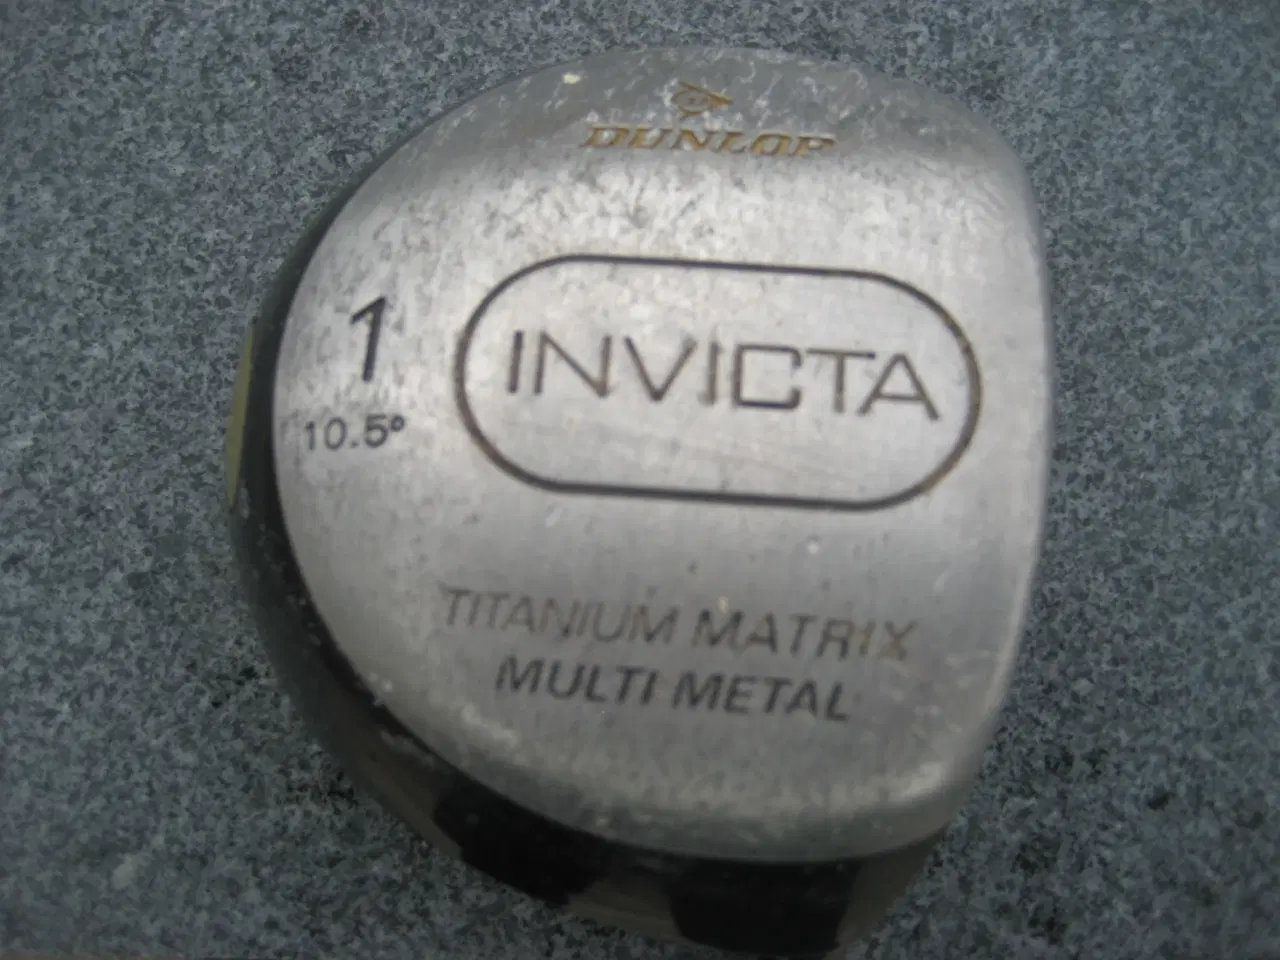 DUNLOP
INVICTA
1
10.5°
TITANIUM MATRIX
MULTI METAL